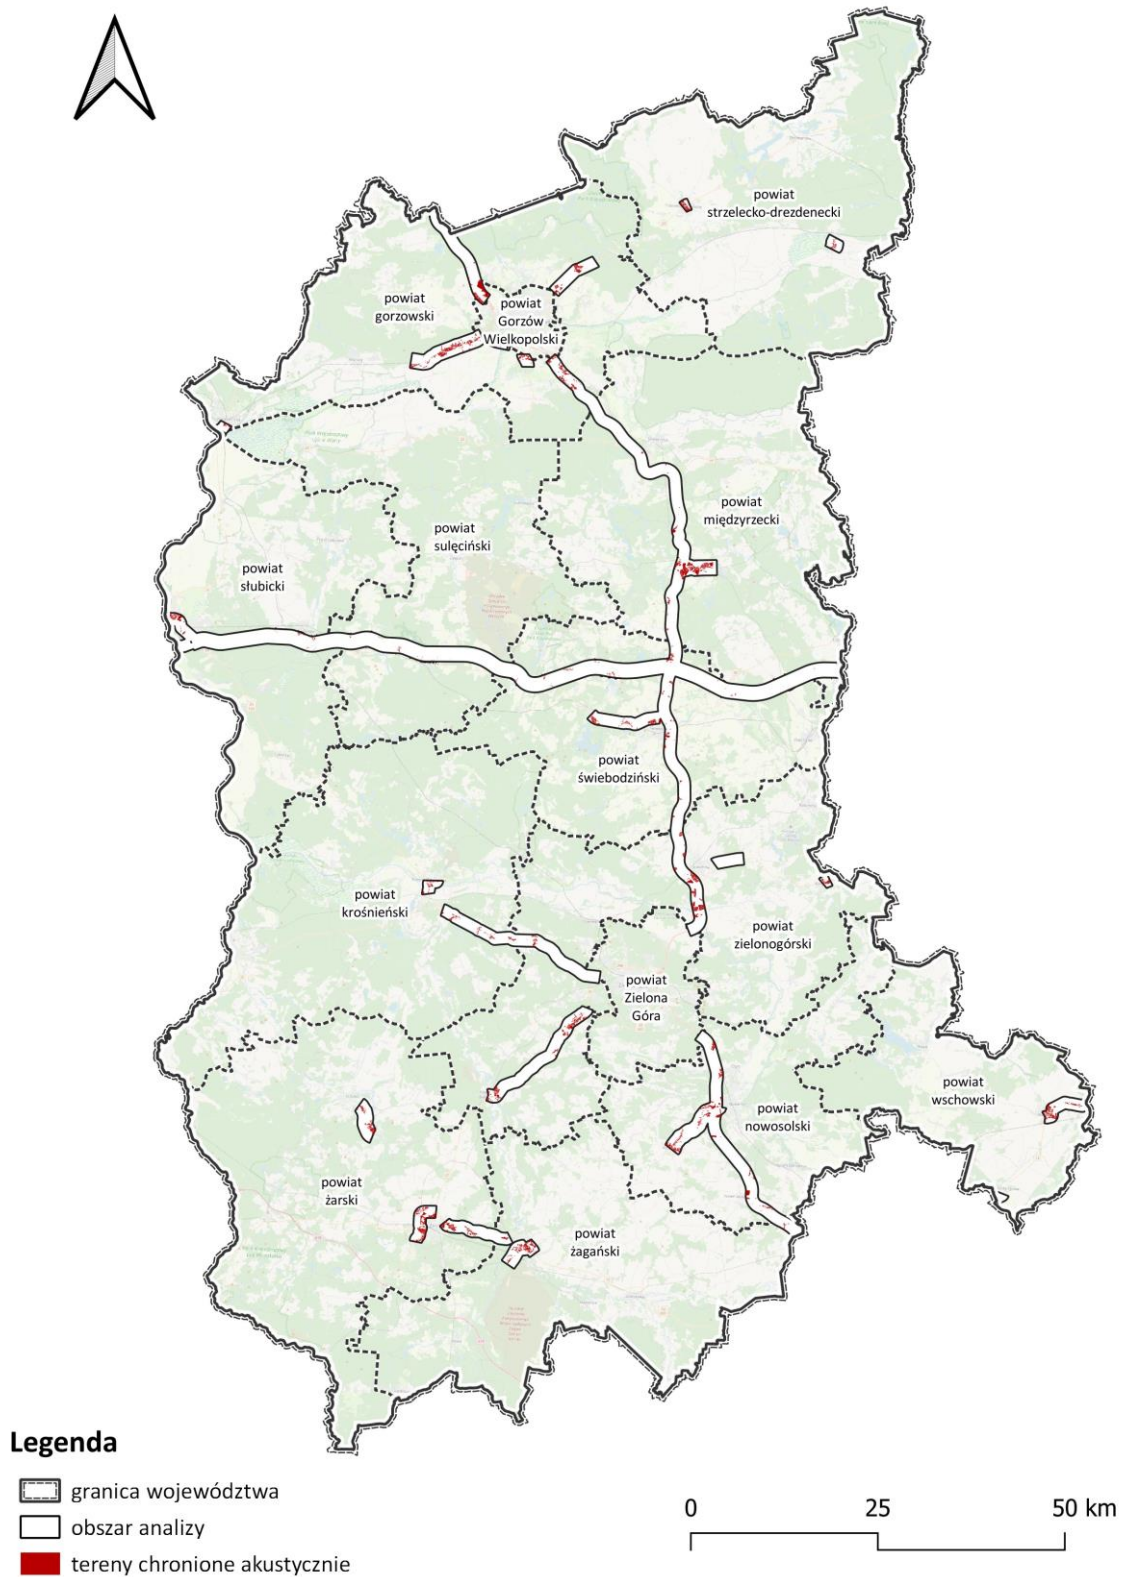 powiat
strzelecko-drezdenecki
powiat
gorzowski
powiat
Gorzów
Wielkopolski
powiat
międzyrzecki
powiat
sulęciński
powiat
słubicki
powiat
świebodziński
powiat
krośnieński
powiat
zielonogórski
powiat
Zielona
Góra
powiat
wschowski
powiat
nowosolski
powiat
żarski
powiat
żagański
Legenda
granica województwa
obszar analizy
tereny chronione akustycznie
0 25 50 km